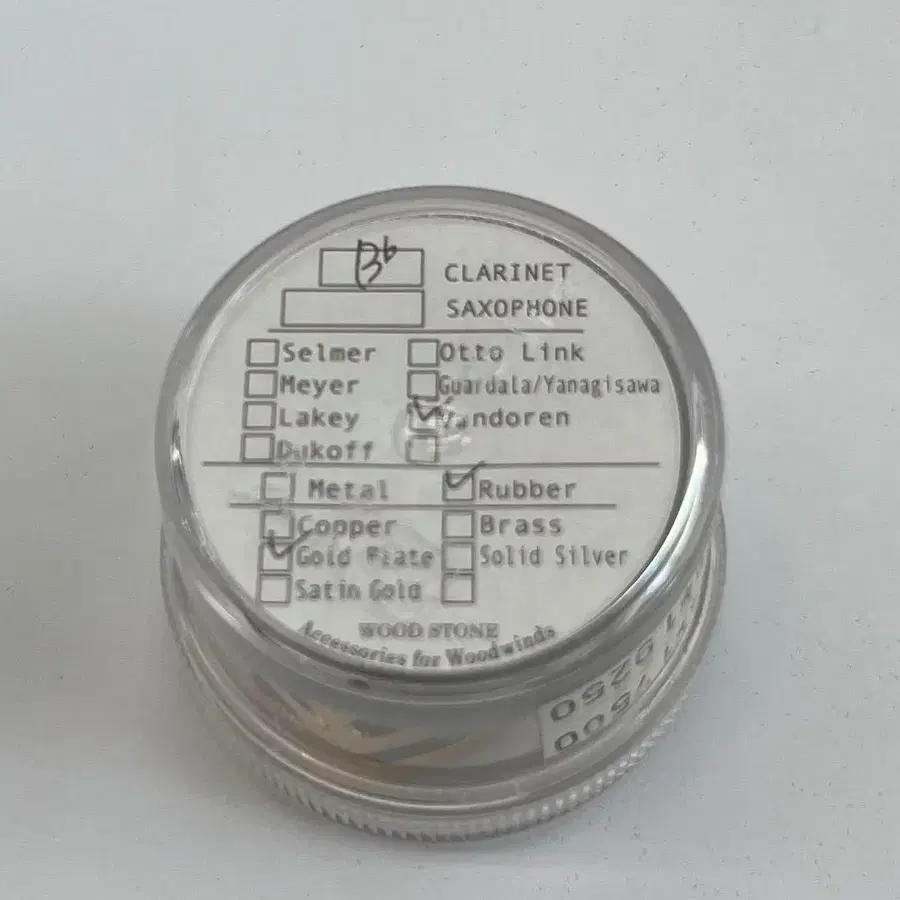 B♭ CLARINET
SAXOPHONE
Selmer Otto Link
Meyer Guardala/Yanagisawa
Lakey Vandoren
Dukoff
Metal Rubber
Copper Brass
Gold Plate Solid Silver
Satin Gold
WOOD STONE
Accessories for Woodwinds